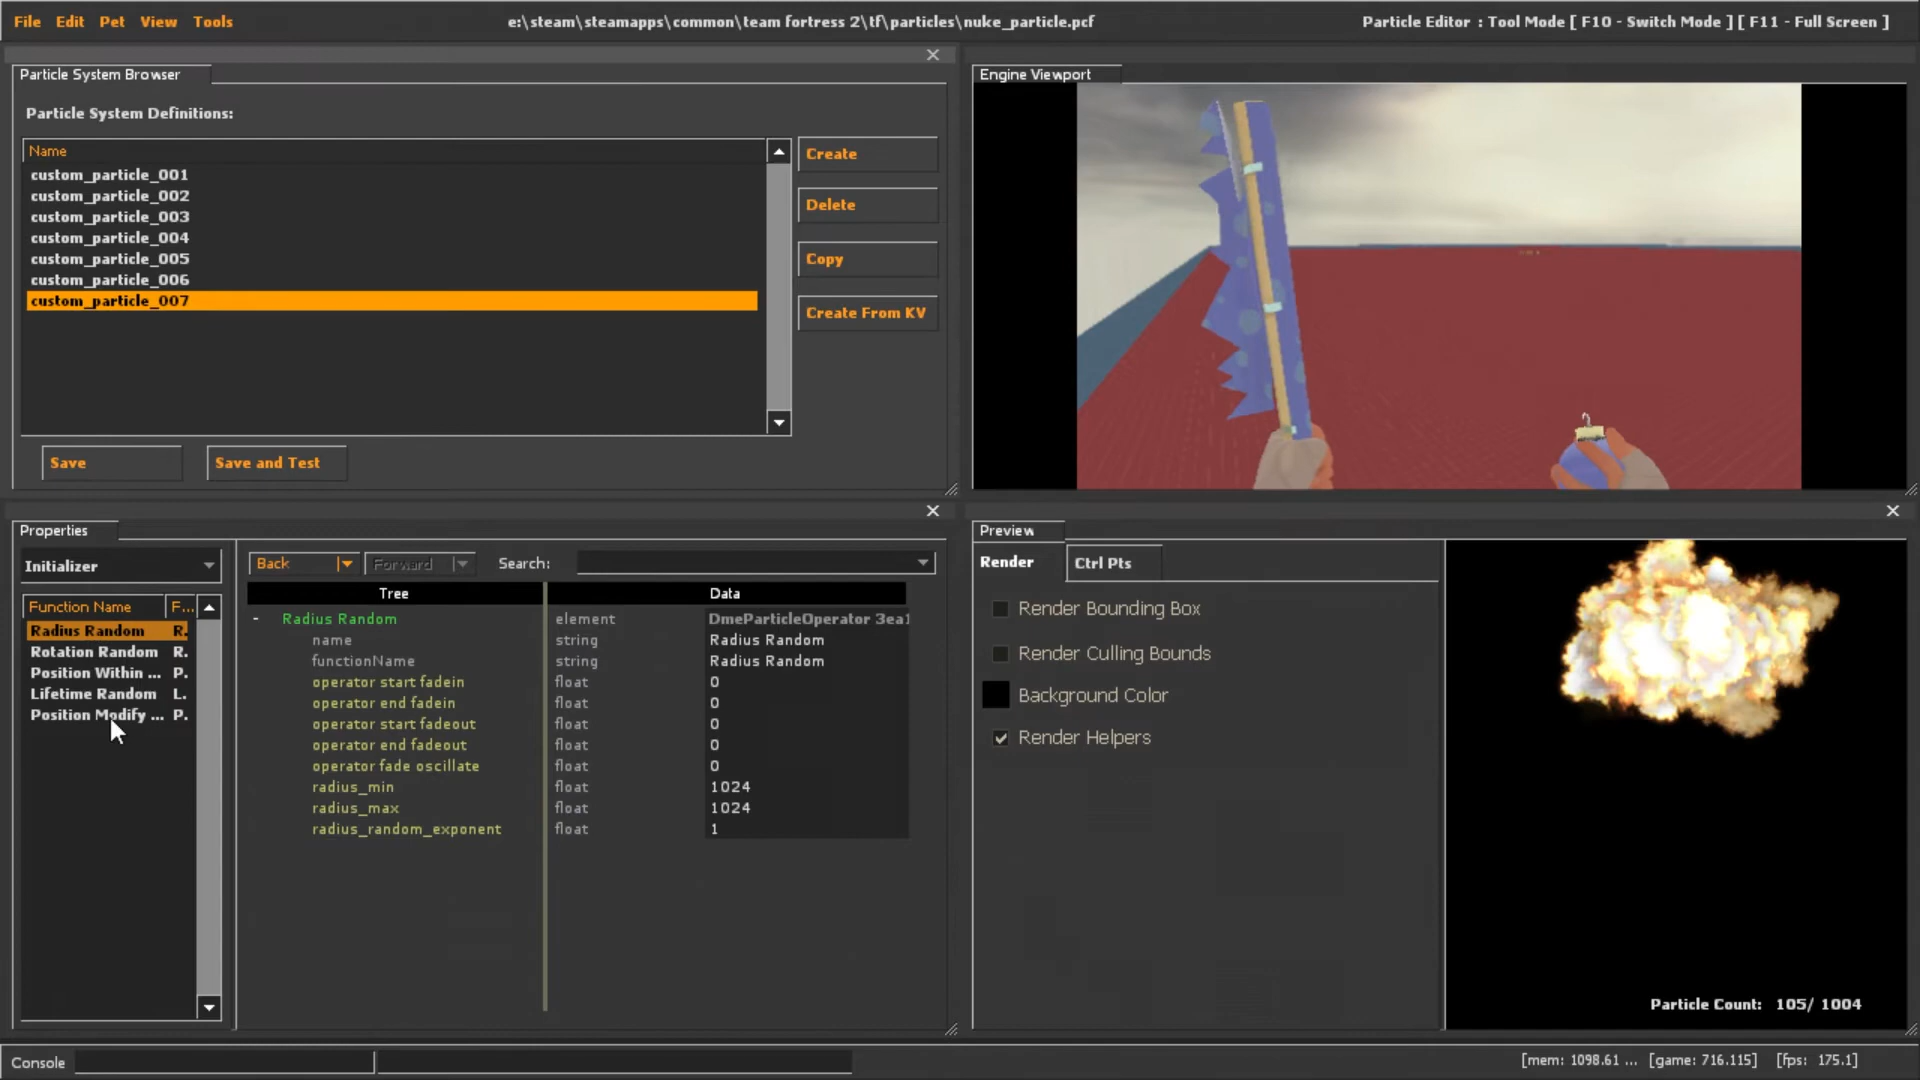 File Edit Pet View Tools
e:\steam\steamapps\common\team fortress 2\tf\particles\nuke_particle.pcf
Particle Editor : Tool Mode [ F10 - Switch Mode ] [ F11 - Full Screen ]
Particle System Browser
Particle System Definitions:
Name
custom_particle_001
custom_particle_002
custom_particle_003
custom_particle_004
custom_particle_005
custom_particle_006
custom_particle_007
Create
Delete
Copy
Create From KV
Save
Save and Test
Engine Viewport
Properties
Initializer
Function Name F...
Radius Random R.
Rotation Random R.
Position Within ... P.
Lifetime Random L.
Position Modify ... P.
Back Forward Search:
Tree Data
- Radius Random element DmeParticleOperator 3ea1
name string Radius Random
functionName string Radius Random
operator start fadein float 0
operator end fadein float 0
operator start fadeout float 0
operator end fadeout float 0
operator fade oscillate float 0
radius_min float 1024
radius_max float 1024
radius_random_exponent float 1
Preview
Render Ctrl Pts
Render Bounding Box
Render Culling Bounds
Background Color
Render Helpers
Particle Count: 105/ 1004
Console
[mem: 1098.61 ... [game: 716.115] [fps: 175.1]